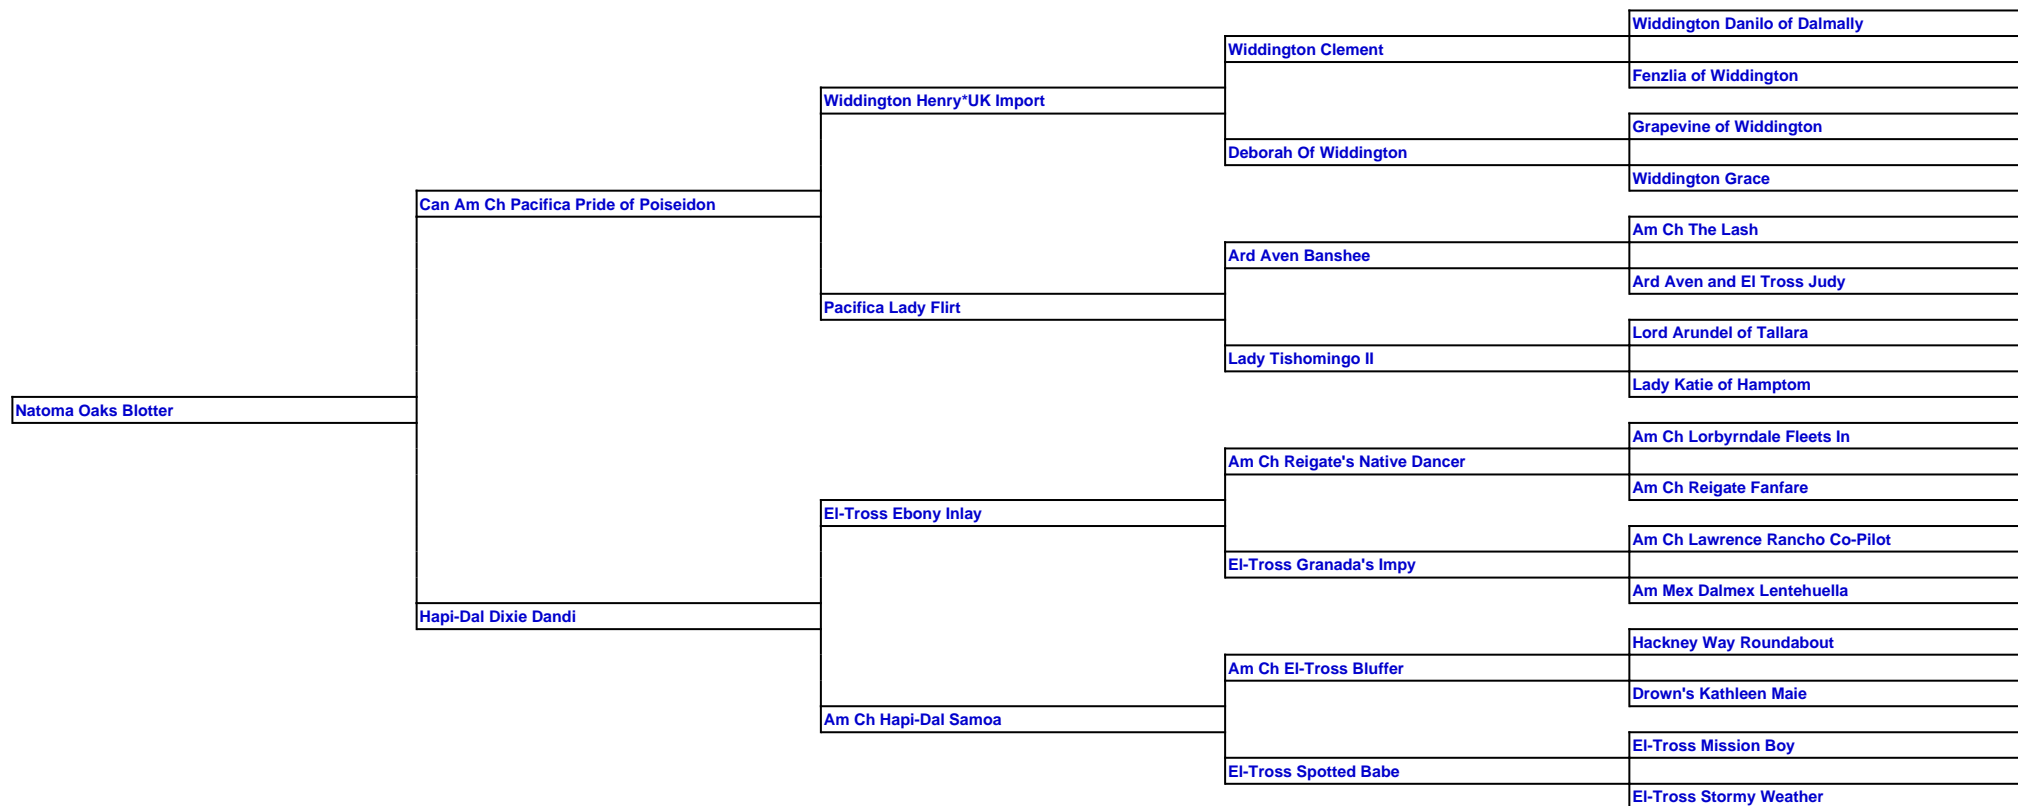 Widdington Danilo of Dalmally
Widdington Clement
Fenzlia of Widdington
Widdington Henry*UK Import
Grapevine of Widdington
Deborah Of Widdington
Widdington Grace
Can Am Ch Pacifica Pride of Poiseidon
Am Ch The Lash
Ard Aven Banshee
Ard Aven and El Tross Judy
Pacifica Lady Flirt
Lord Arundel of Tallara
Lady Tishomingo II
Lady Katie of Hamptom
Natoma Oaks Blotter
Am Ch Lorbyrndale Fleets In
Am Ch Reigate's Native Dancer
Am Ch Reigate Fanfare
El-Tross Ebony Inlay
Am Ch Lawrence Rancho Co-Pilot
El-Tross Granada's Impy
Am Mex Dalmex Lentehuella
Hapi-Dal Dixie Dandi
Hackney Way Roundabout
Am Ch El-Tross Bluffer
Drown's Kathleen Maie
Am Ch Hapi-Dal Samoa
El-Tross Mission Boy
El-Tross Spotted Babe
El-Tross Stormy Weather